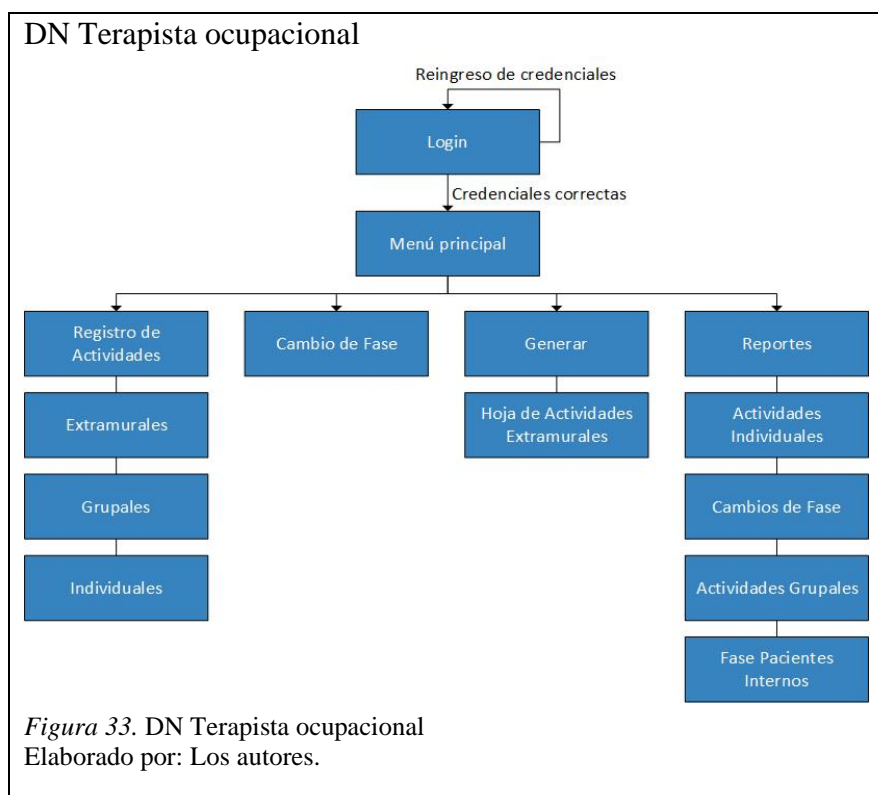 DN Terapista ocupacional
Reingreso de credenciales
Login
Credenciales correctas
Menú principal
Registro de
Actividades
Cambio de Fase
Generar
Reportes
Extramurales
Hoja de Actividades
Extramurales
Actividades
Individuales
Grupales
Cambios de Fase
Individuales
Actividades Grupales
Fase Pacientes
Internos
Figura 33. DN Terapista ocupacional
Elaborado por: Los autores.